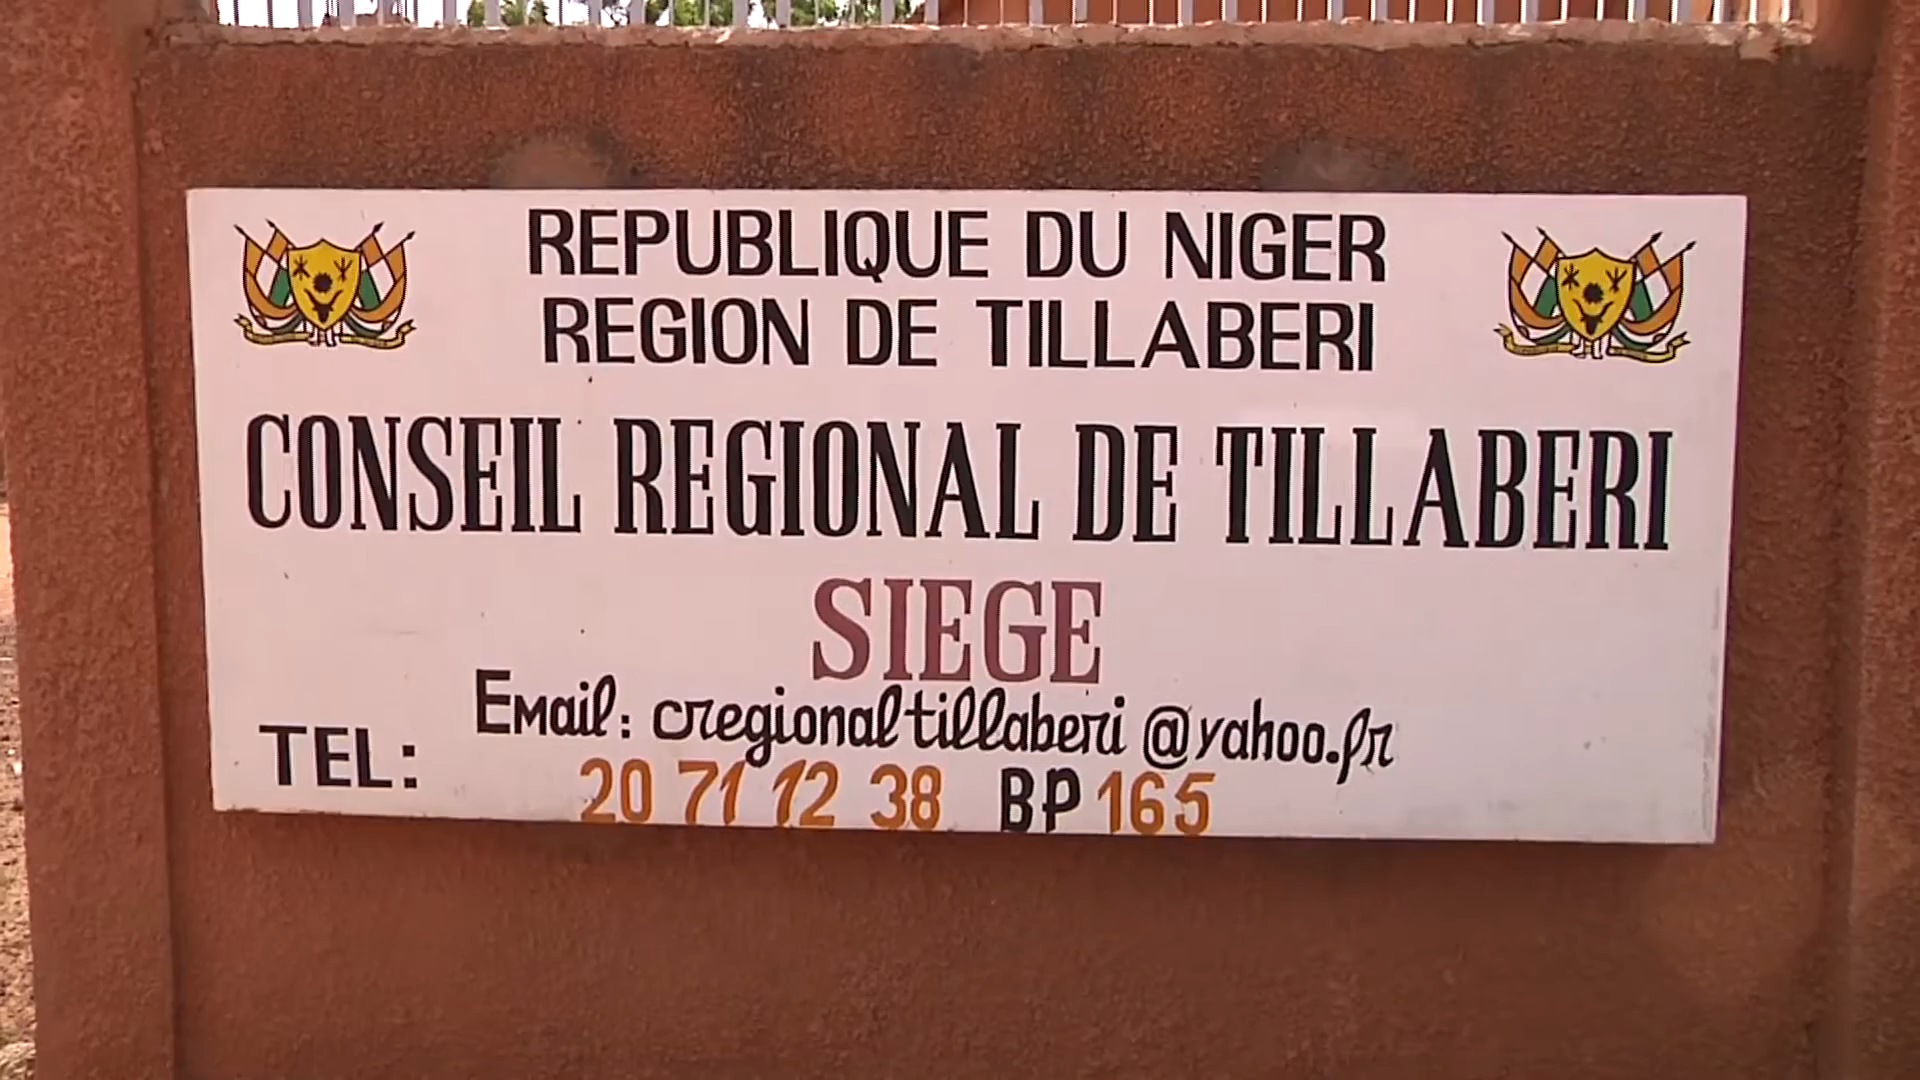 REPUBLIQUE DU NIGER
REGION DE TILLABERI
CONSEIL REGIONAL DE TILLABERI
SIEGE
Email: cregionaltillaberi@yahoo.fr
TEL: 20 71 12 38 BP 165